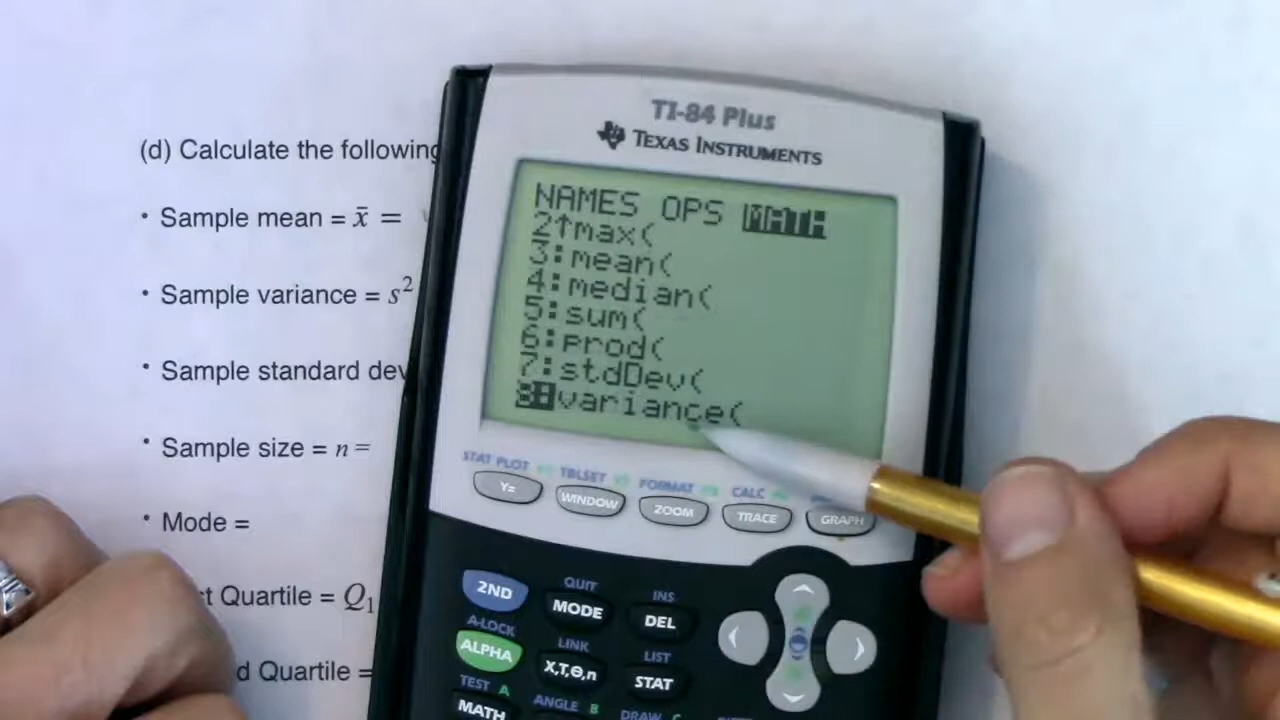 (d) Calculate the following
• Sample mean = x̄ =
• Sample variance = s²
• Sample standard dev
• Sample size = n =
• Mode =
t Quartile = Q₁
d Quartile =
TI-84 Plus
TEXAS INSTRUMENTS
NAMES OPS MATH
2↑max(
3:mean(
4:median(
5:sum(
6:prod(
7:stdDev(
8:variance(
STAT PLOT TBLSET FORMAT CALC
Y= WINDOW ZOOM TRACE GRAPH
QUIT INS
2ND MODE DEL
A-LOCK LINK LIST
ALPHA X,T,Θ,n STAT
TEST A ANGLE B DRAW C
MATH